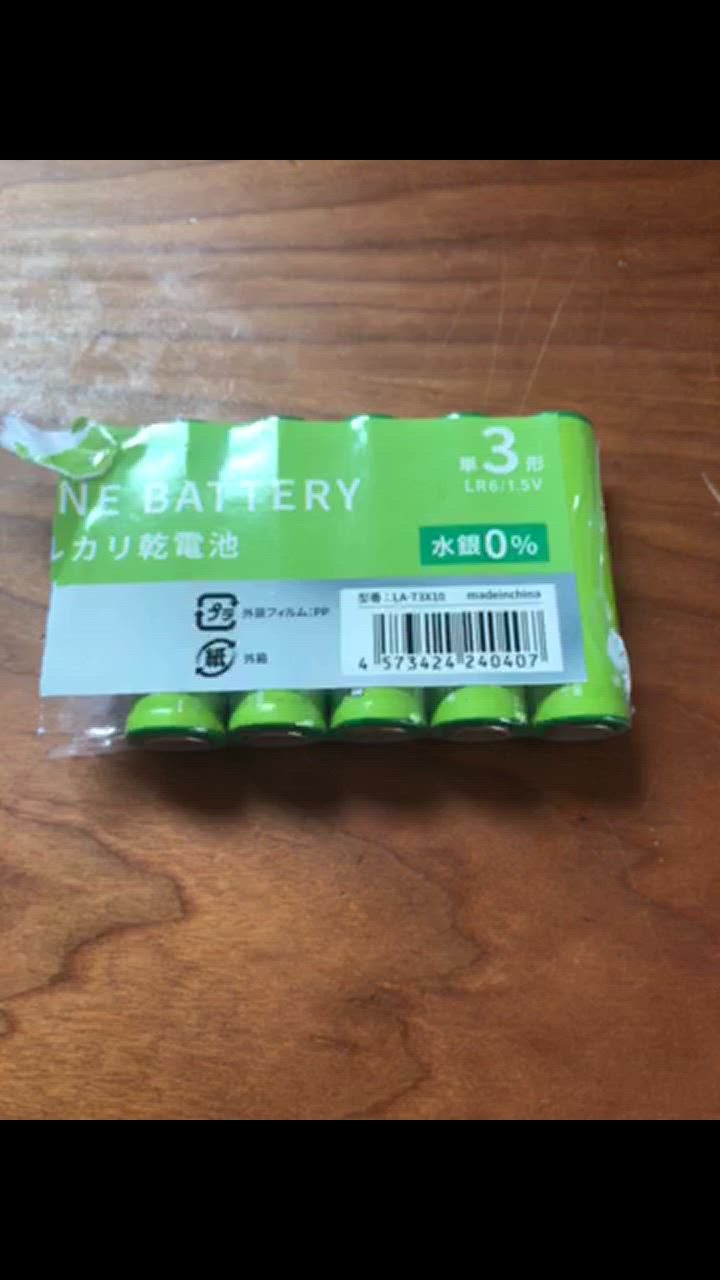 単3形
LR6/1.5V
NE BATTERY
ルカリ乾電池
水銀0%
プラ 外装フィルム:PP
紙 外箱
型番:LA-T3X10 madeinchina
4 573424 240407